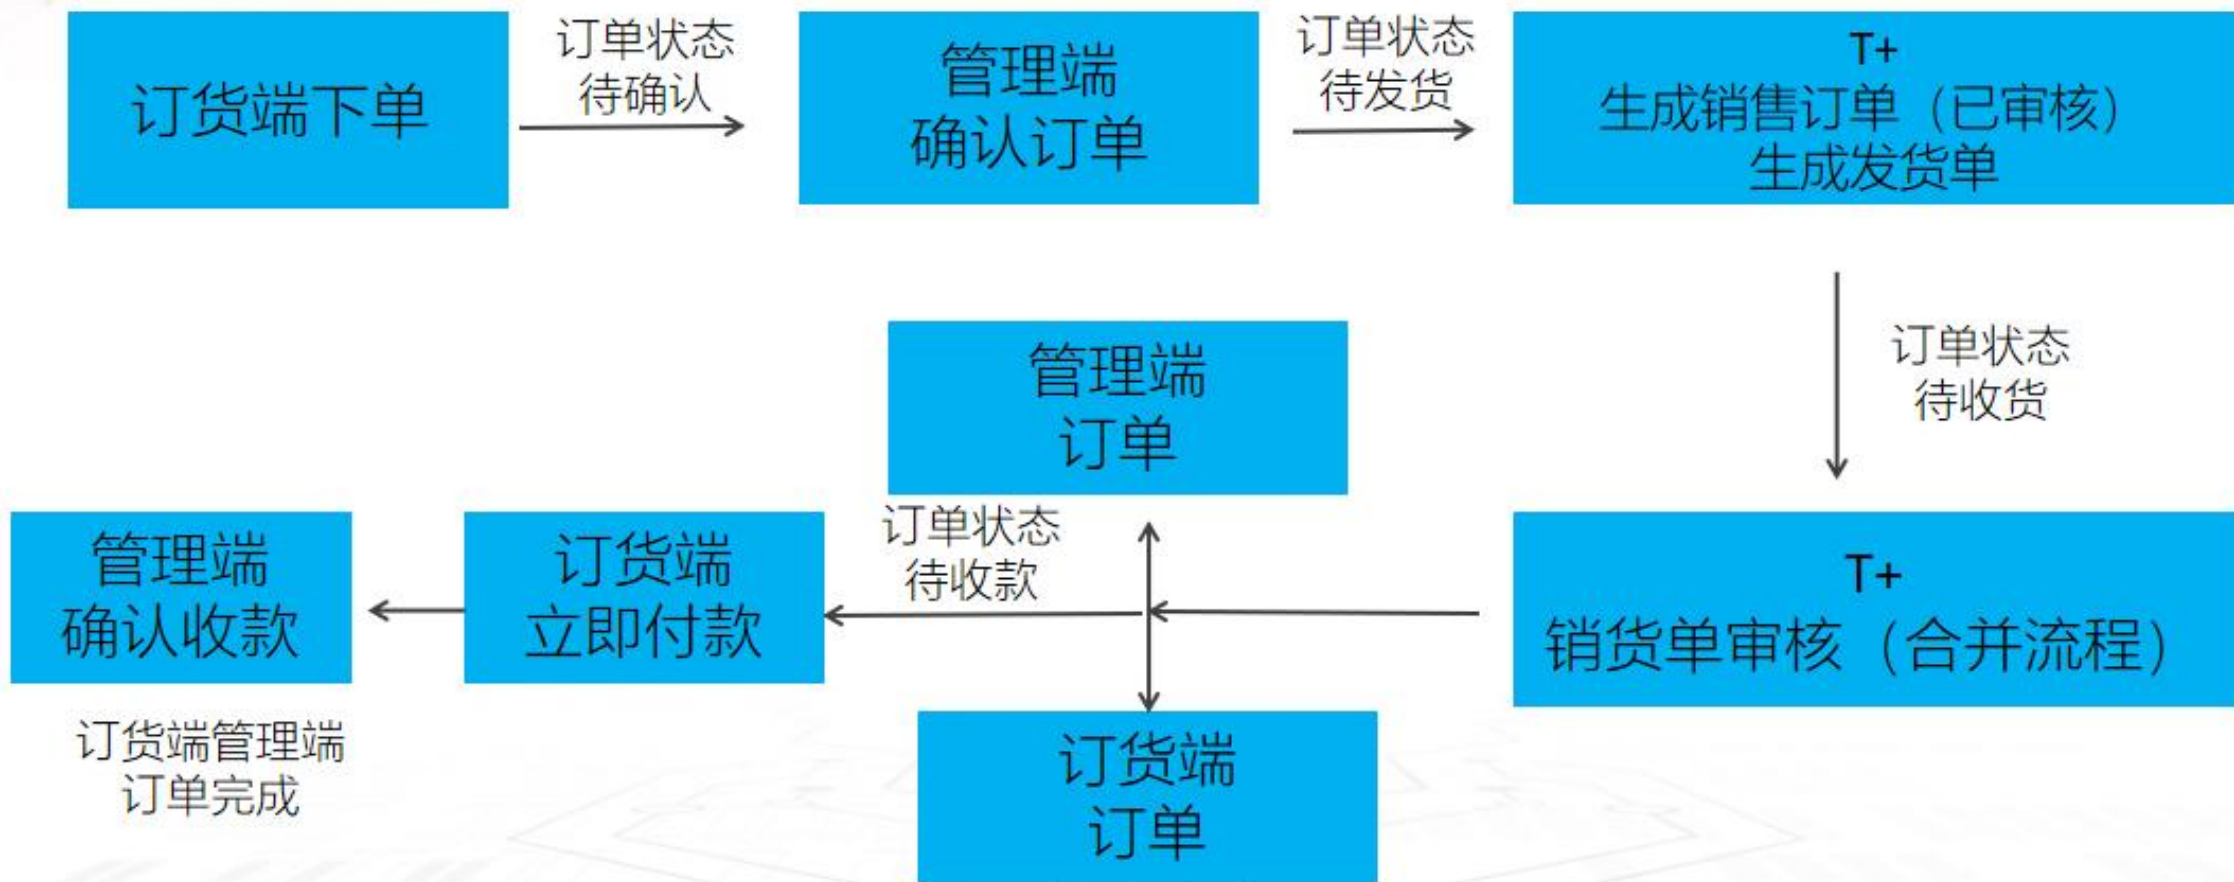 订货端下单
订单状态
待确认
管理端
确认订单
订单状态
待发货
T+
生成销售订单（已审核）
生成发货单
订单状态
待收货
T+
销货单审核（合并流程）
管理端
订单
订货端
订单
订单状态
待收款
订货端
立即付款
管理端
确认收款
订货端管理端
订单完成